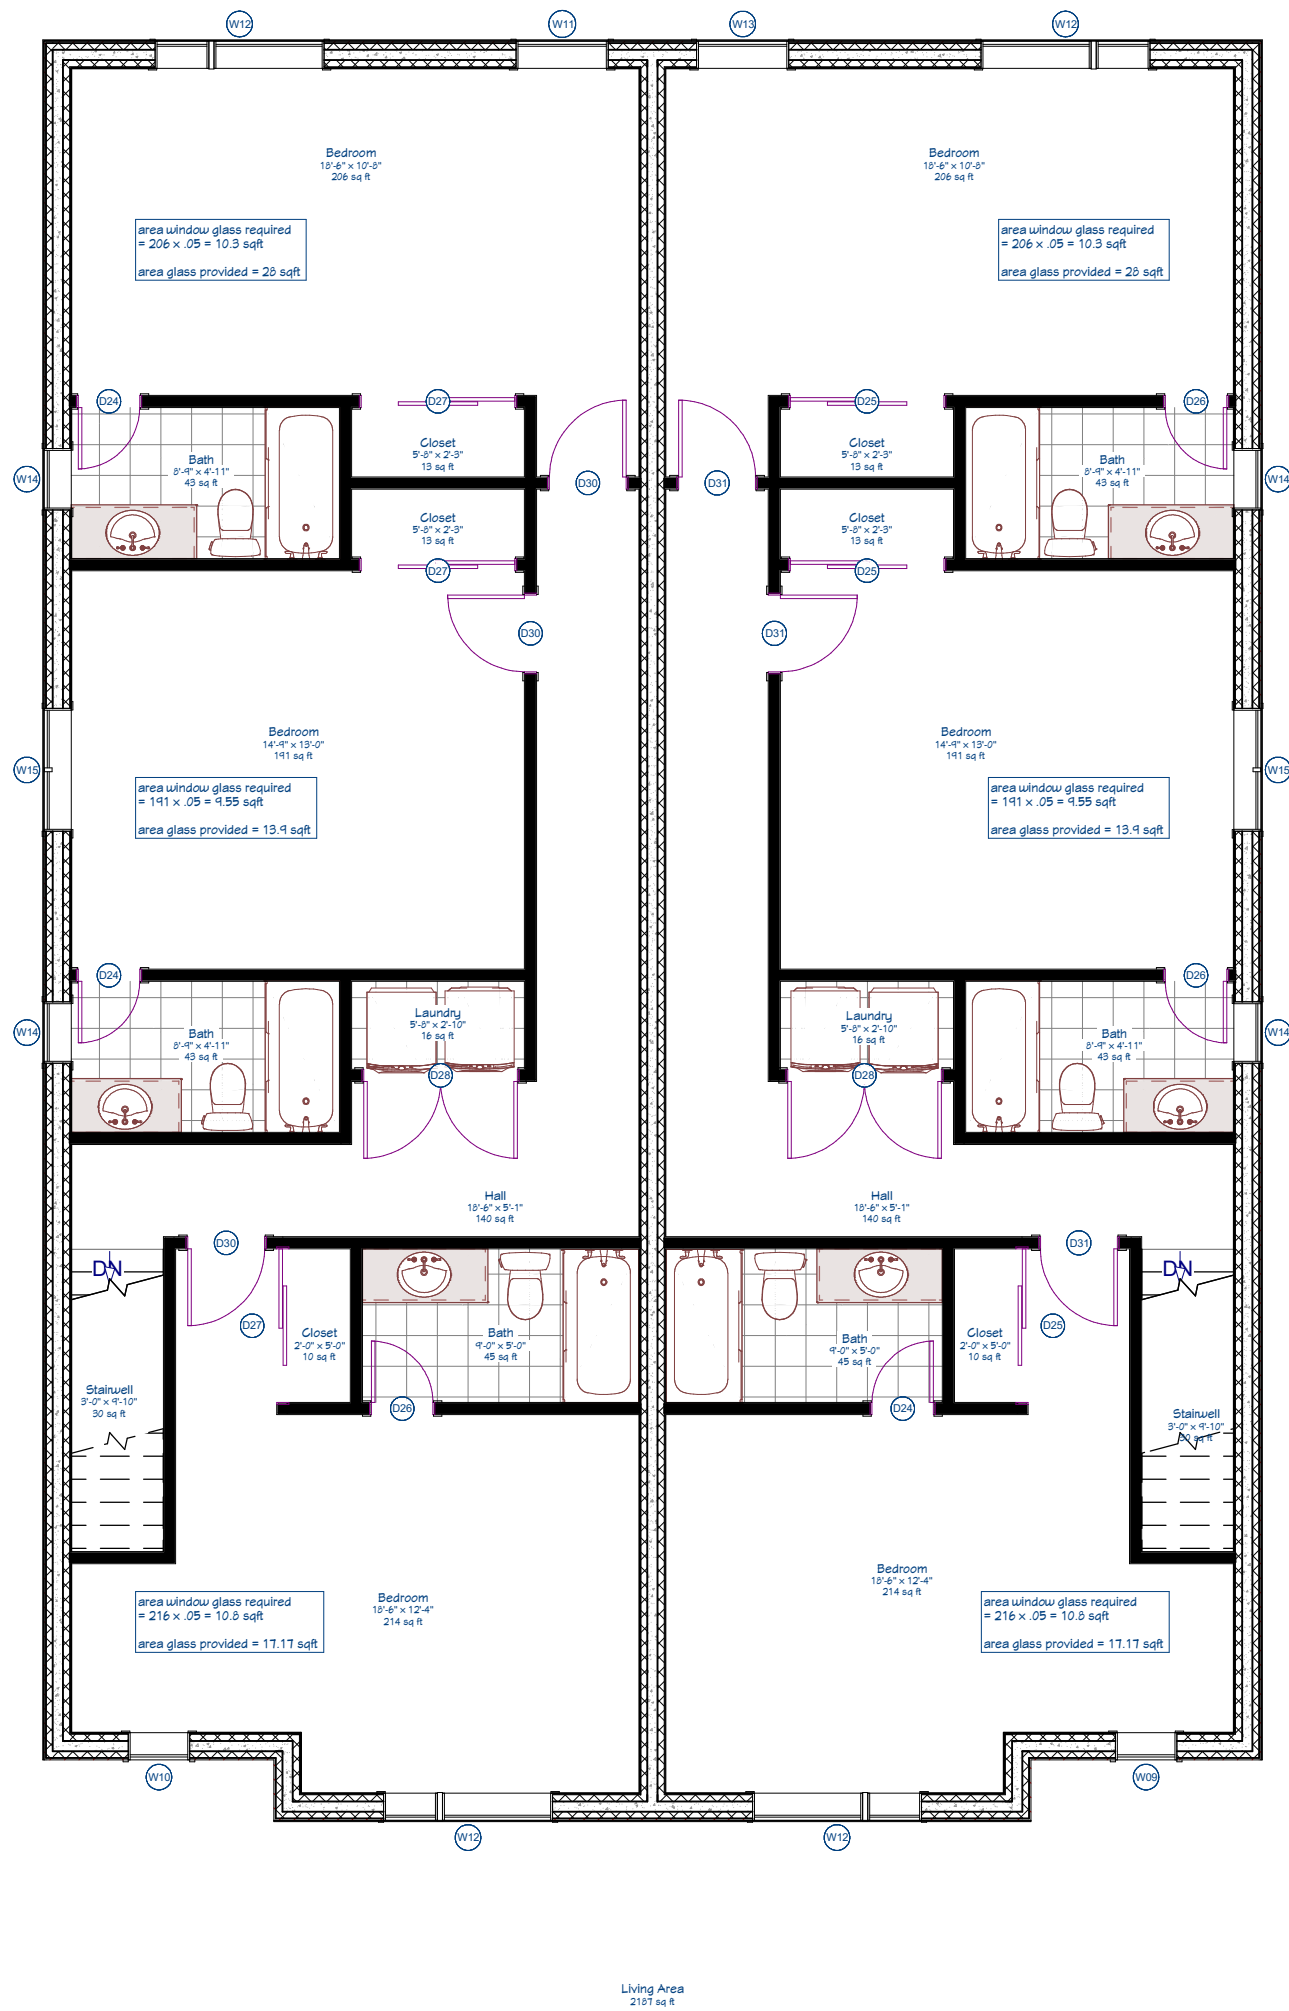 W12
W11
W13
W12
Bedroom
18'-6" x 10'-8"
206 sq ft
Bedroom
18'-6" x 10'-8"
206 sq ft
area window glass required
= 206 x .05 = 10.3 sqft
area glass provided = 28 sqft
area window glass required
= 206 x .05 = 10.3 sqft
area glass provided = 28 sqft
D24
D27
D25
D26
Closet
5'-8" x 2'-3"
13 sq ft
Closet
5'-8" x 2'-3"
13 sq ft
W14
Bath
8'-9" x 4'-11"
43 sq ft
D30
D31
Bath
8'-9" x 4'-11"
43 sq ft
W14
Closet
5'-8" x 2'-3"
13 sq ft
Closet
5'-8" x 2'-3"
13 sq ft
D27
D25
D30
D31
Bedroom
14'-9" x 13'-0"
191 sq ft
Bedroom
14'-9" x 13'-0"
191 sq ft
W15
W15
area window glass required
= 191 x .05 = 9.55 sqft
area glass provided = 13.9 sqft
area window glass required
= 191 x .05 = 9.55 sqft
area glass provided = 13.9 sqft
D24
D26
W14
Bath
8'-9" x 4'-11"
43 sq ft
Laundry
5'-8" x 2'-10"
16 sq ft
Laundry
5'-8" x 2'-10"
16 sq ft
Bath
8'-9" x 4'-11"
43 sq ft
W14
D28
D28
Hall
18'-6" x 5'-1"
140 sq ft
Hall
18'-6" x 5'-1"
140 sq ft
D30
D31
DN
DN
D27
Closet
2'-0" x 5'-0"
10 sq ft
Bath
9'-0" x 5'-0"
45 sq ft
Bath
9'-0" x 5'-0"
45 sq ft
Closet
2'-0" x 5'-0"
10 sq ft
D25
Stairwell
3'-0" x 9'-10"
30 sq ft
D26
D24
Stairwell
3'-0" x 9'-10"
30 sq ft
Bedroom
18'-6" x 12'-4"
214 sq ft
Bedroom
18'-6" x 12'-4"
214 sq ft
area window glass required
= 216 x .05 = 10.8 sqft
area glass provided = 17.17 sqft
area window glass required
= 216 x .05 = 10.8 sqft
area glass provided = 17.17 sqft
W10
W09
W12
W12
Living Area
2187 sq ft